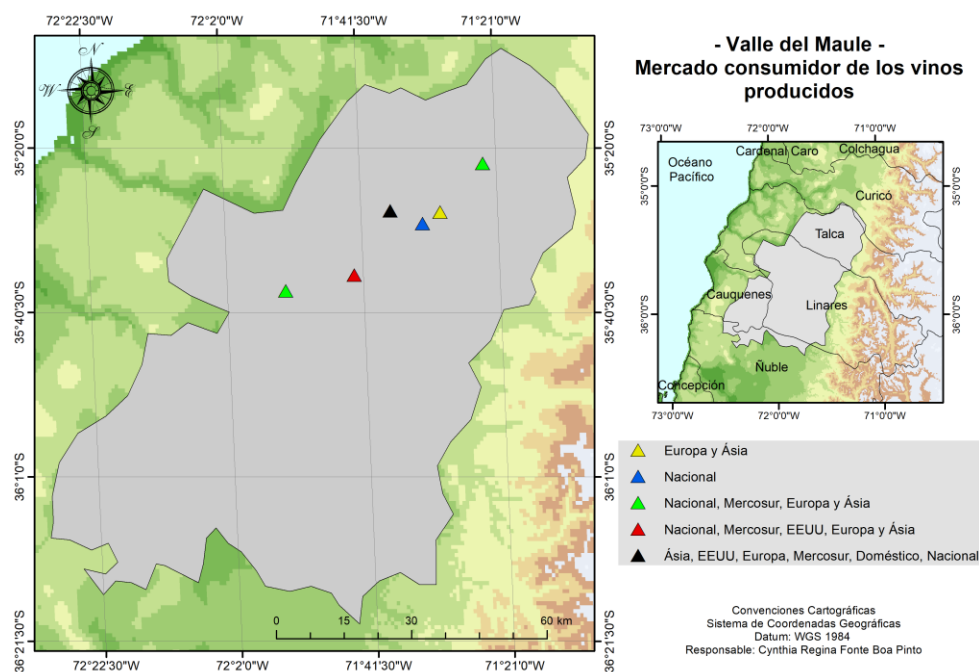 72°22'30"W 72°20'0"W 71°41'30"W 71°21'0"W
- Valle del Maule -
Mercado consumidor de los vinos
producidos
N
W E
S
35°20'0"S
35°40'30"S
36°1'0"S
36°21'30"S
35°20'0"S
35°40'30"S
36°1'0"S
36°21'30"S
0 15 30 60 km
72°22'30"W 72°20'0"W 71°41'30"W 71°21'0"W
73°0'0"W 72°0'0"W 71°0'0"W
Océano
Pacífico
Cardenal Caro
Colchagua
Curicó
Talca
Cauquenes
Linares
Ñuble
Concepción
35°0'0"S
36°0'0"S
35°0'0"S
36°0'0"S
73°0'0"W 72°0'0"W 71°0'0"W
Europa y Ásia
Nacional
Nacional, Mercosur, Europa y Ásia
Nacional, Mercosur, EEUU, Europa y Ásia
Ásia, EEUU, Europa, Mercosur, Doméstico, Nacional
Convenciones Cartográficas
Sistema de Coordenadas Geográficas
Datum: WGS 1984
Responsable: Cynthia Regina Fonte Boa Pinto